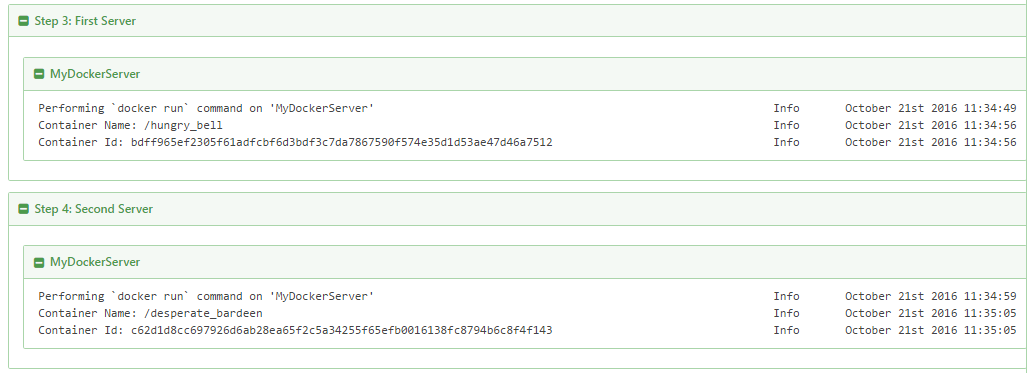 Step 3: First Server
MyDockerServer
Performing `docker run` command on 'MyDockerServer' Info October 21st 2016 11:34:49
Container Name: /hungry_bell Info October 21st 2016 11:34:56
Container Id: bdff965ef2305f61adfcbf6d3bdf3c7da7867590f574e35d1d53ae47d46a7512 Info October 21st 2016 11:34:56
Step 4: Second Server
MyDockerServer
Performing `docker run` command on 'MyDockerServer' Info October 21st 2016 11:34:59
Container Name: /desperate_bardeen Info October 21st 2016 11:35:05
Container Id: c62d1d8cc697926d6ab28ea65f2c5a34255f65efb0016138fc8794b6c8f4f143 Info October 21st 2016 11:35:05